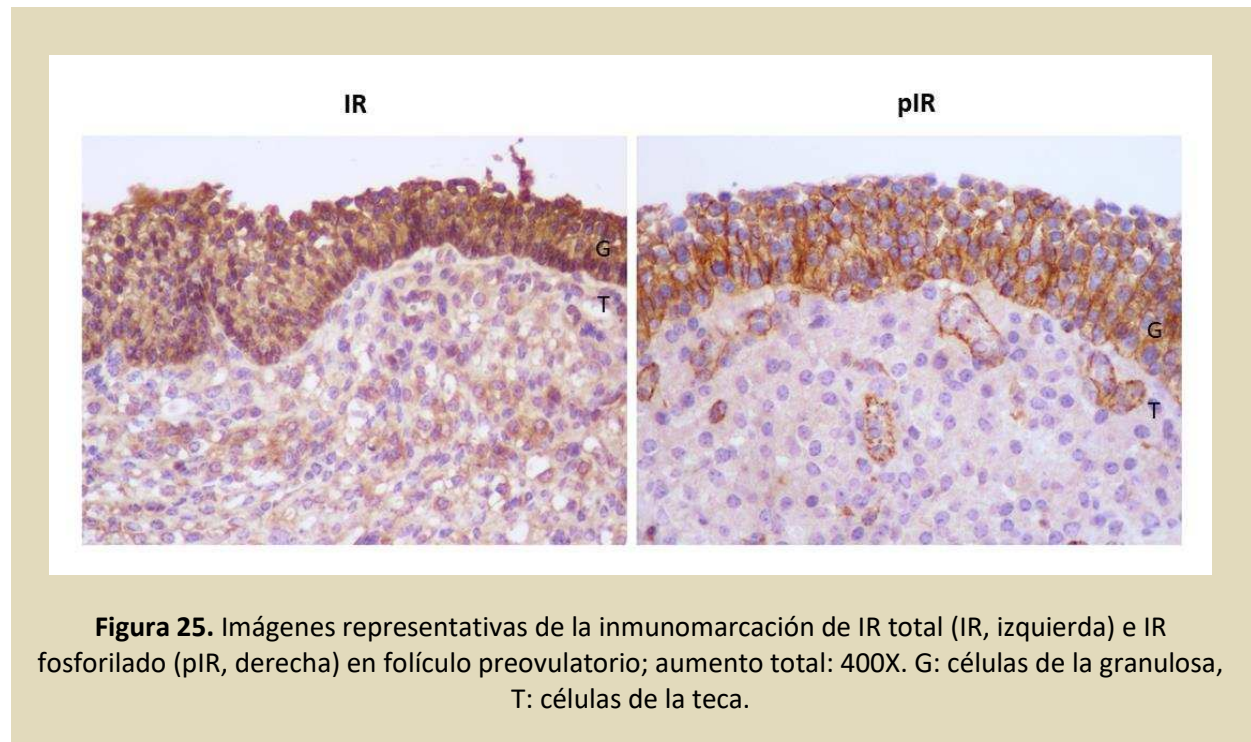 IR
pIR
G
T
G
T
Figura 25. Imágenes representativas de la inmunomarcación de IR total (IR, izquierda) e IR
fosforilado (pIR, derecha) en folículo preovulatorio; aumento total: 400X. G: células de la granulosa,
T: células de la teca.